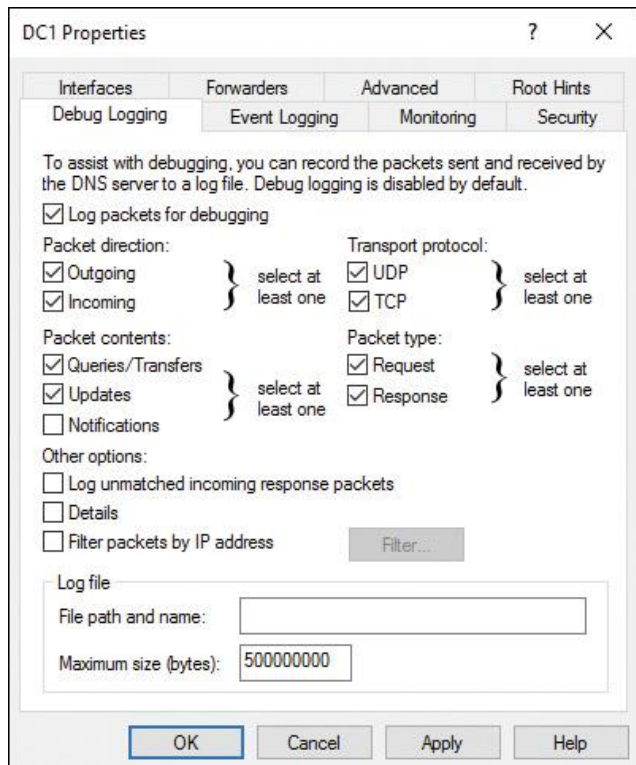 DC1 Properties ? X
Interfaces Forwarders Advanced Root Hints
Debug Logging Event Logging Monitoring Security
To assist with debugging, you can record the packets sent and received by
the DNS server to a log file. Debug logging is disabled by default.
Log packets for debugging
Packet direction:
Outgoing
Incoming
select at
least one
Transport protocol:
UDP
TCP
select at
least one
Packet contents:
Queries/Transfers
Updates
Notifications
select at
least one
Packet type:
Request
Response
select at
least one
Other options:
Log unmatched incoming response packets
Details
Filter packets by IP address Filter...
Log file
File path and name:
Maximum size (bytes): 500000000
OK Cancel Apply Help